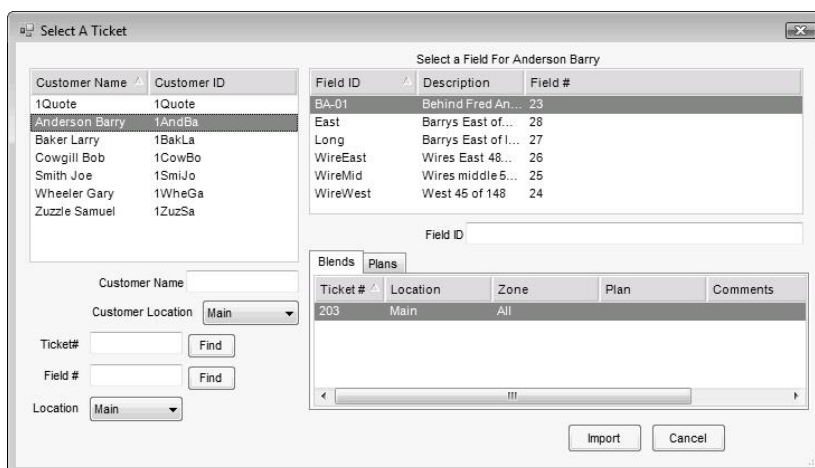 Select A Ticket
Select a Field For Anderson Barry
Customer Name Customer ID
1Quote 1Quote
Anderson Barry 1AndBa
Baker Larry 1BakLa
Cowgill Bob 1CowBo
Smith Joe 1SmiJo
Wheeler Gary 1WheGa
Zuzzle Samuel 1ZuzSa
Customer Name
Customer Location Main
Ticket# Find
Field # Find
Location Main
Field ID Description Field #
BA-01 Behind Fred An... 23
East Barrys East of... 28
Long Barrys East of I... 27
WireEast Wires East 48... 26
WireMid Wires middle 5... 25
WireWest West 45 of 148 24
Field ID
Blends Plans
Ticket # Location Zone Plan Comments
203 Main All
Import Cancel